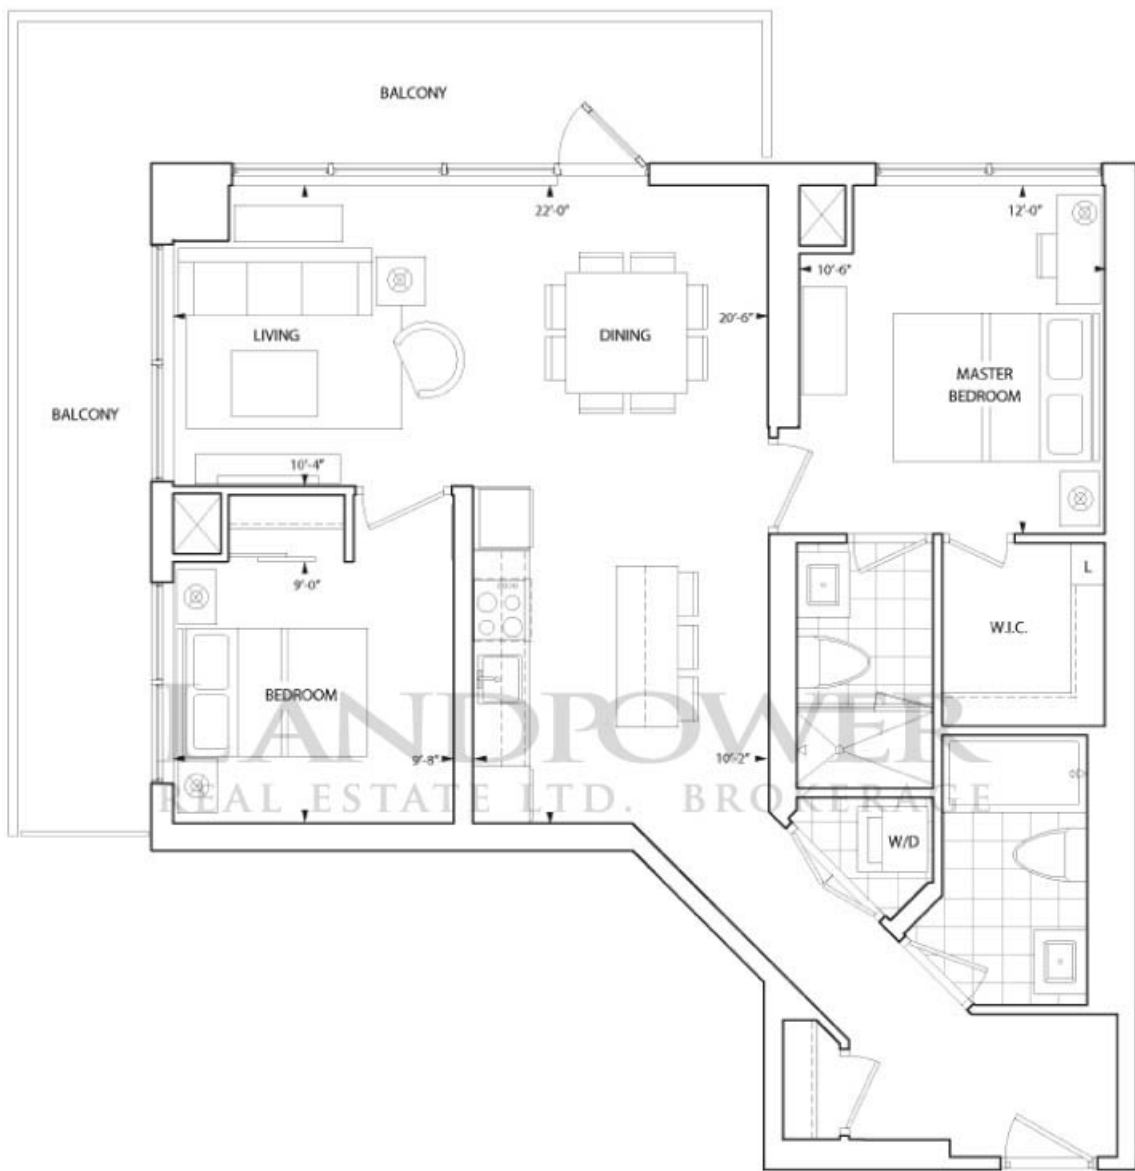 BALCONY
22'-0"
12'-0"
10'-6"
20'-6"
LIVING
DINING
MASTER
BEDROOM
BALCONY
10'-4"
9'-0"
L
W.I.C.
BEDROOM
LANDPOWER
9'-8"
10'-2"
REAL ESTATE LTD. BROKERAGE
W/D